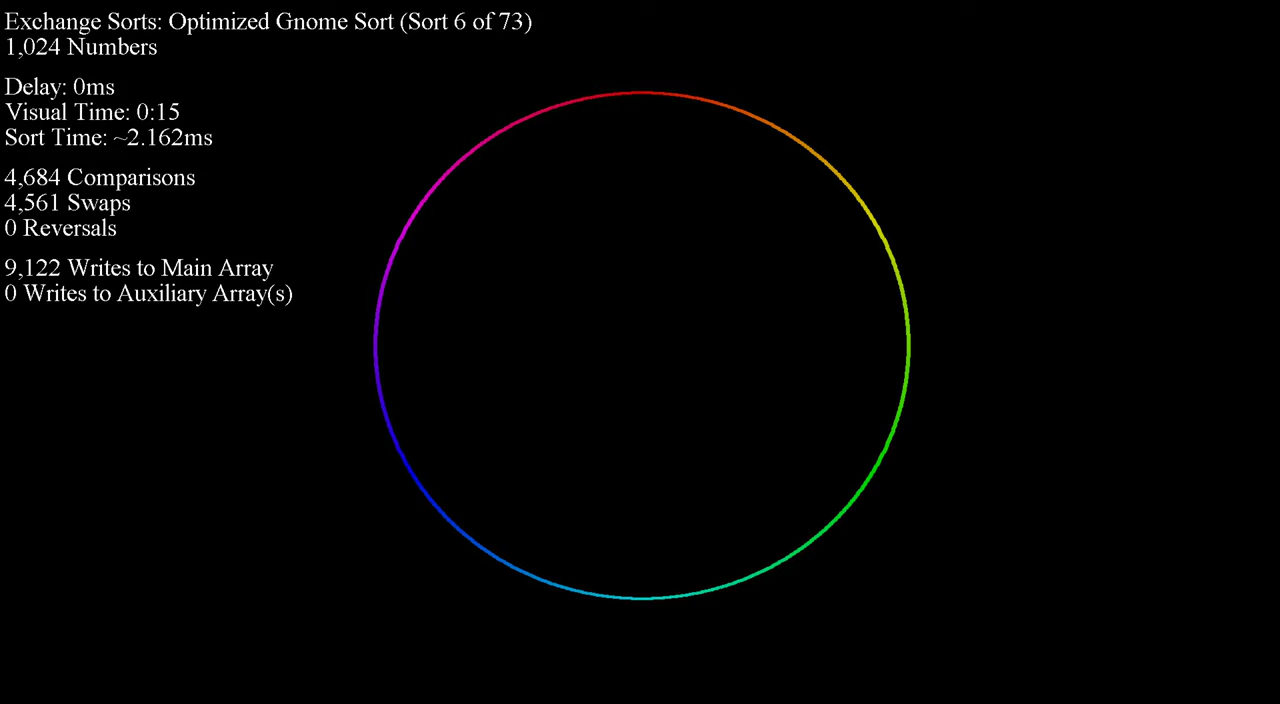 Exchange Sorts: Optimized Gnome Sort (Sort 6 of 73)
1,024 Numbers
Delay: 0ms
Visual Time: 0:15
Sort Time: ~2.162ms
4,684 Comparisons
4,561 Swaps
0 Reversals
9,122 Writes to Main Array
0 Writes to Auxiliary Array(s)